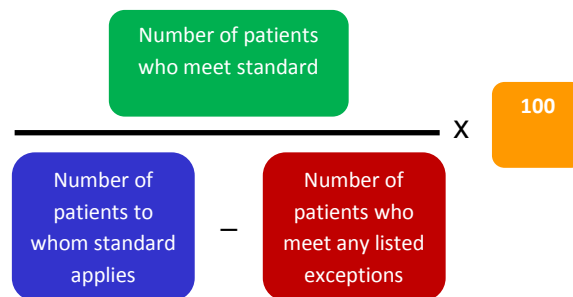 Number of patients
who meet standard
X
100
Number of
patients to
whom standard
applies
–
Number of
patients who
meet any listed
exceptions